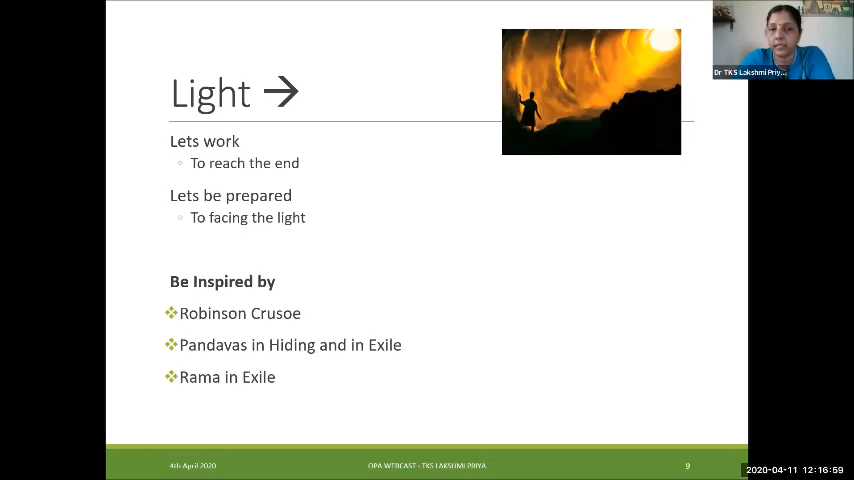 Light →
Lets work
To reach the end
Lets be prepared
To facing the light
Be Inspired by
Robinson Crusoe
Pandavas in Hiding and in Exile
Rama in Exile
4th April 2020
OPA WEBCAST - TKS LAKSHMI PRIYA
9
Dr TKS Lakshmi Priy...
2020-04-11 12:16:59